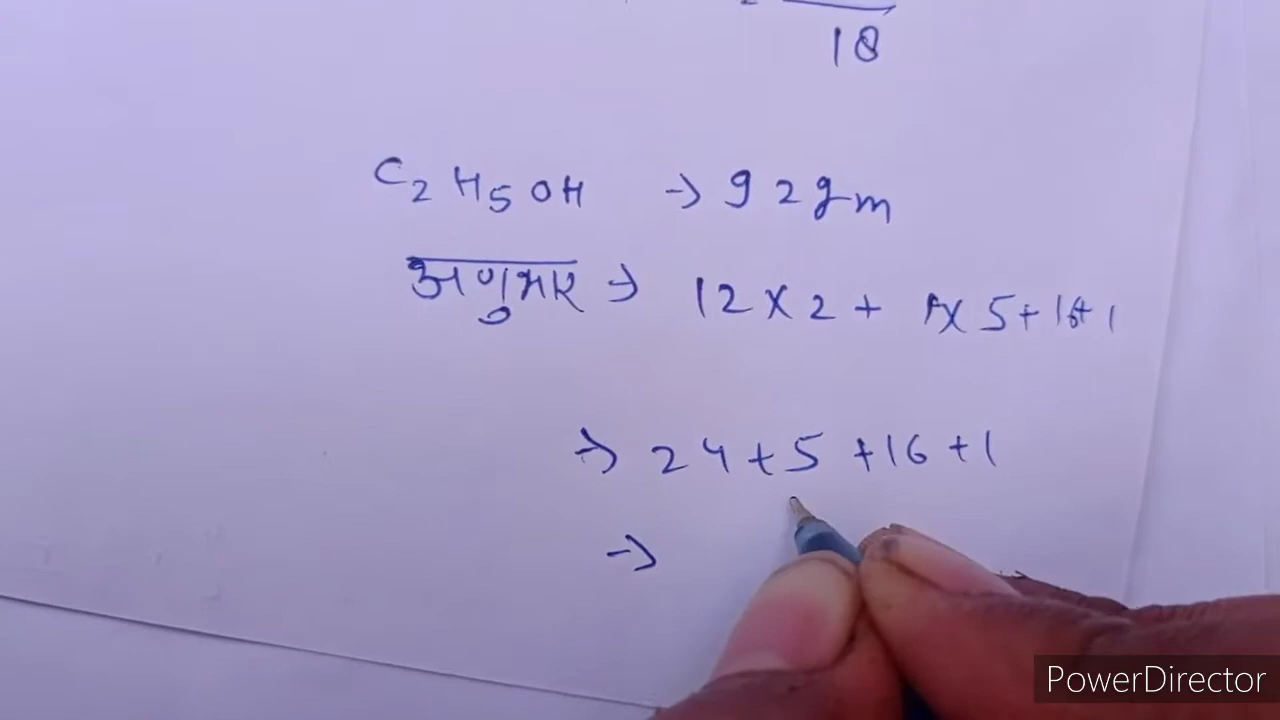 18
C₂H₅OH → 92gm
अणुभार → 12×2 + 1×5+16+1
→ 24+5+16+1
→
PowerDirector